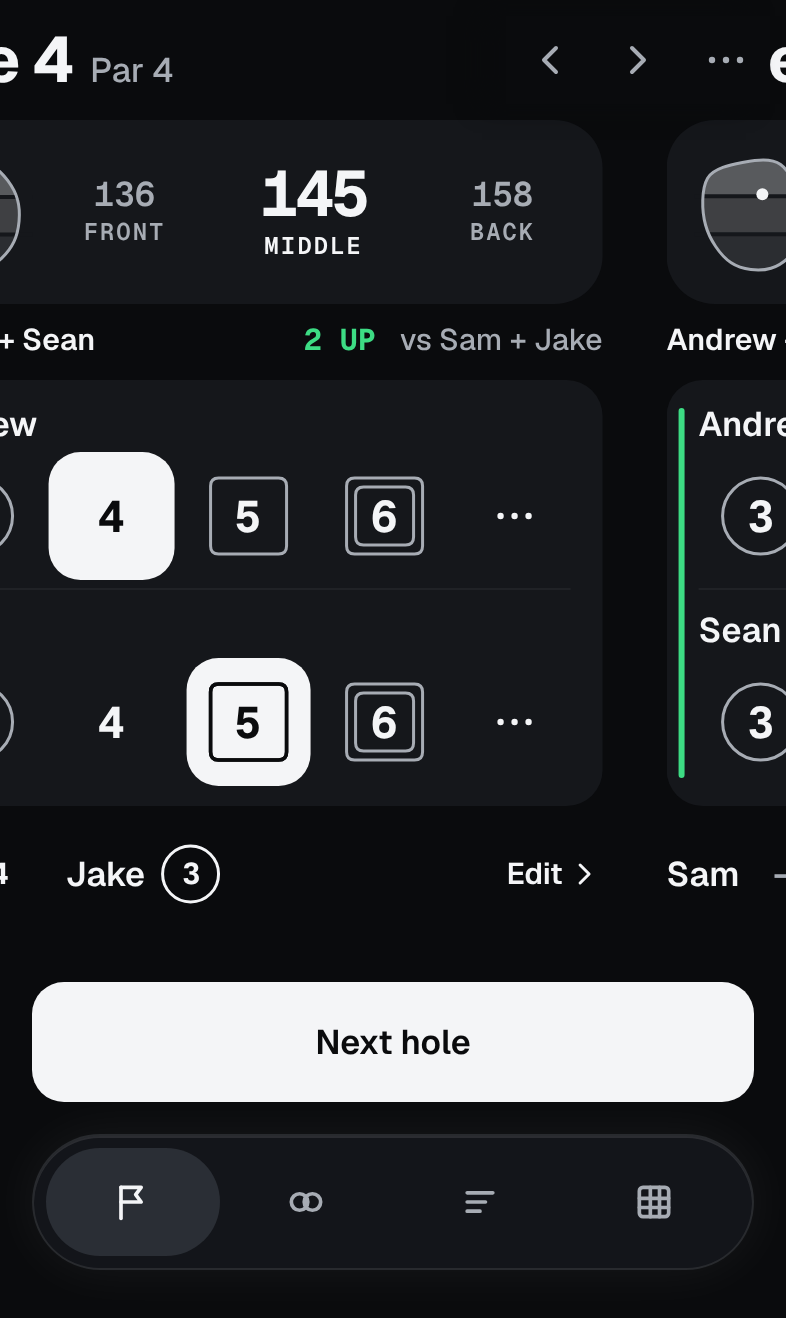 e 4 Par 4 e
136 145 158
FRONT MIDDLE BACK
+ Sean 2 UP vs Sam + Jake Andrew
ew Andre
4 5 6 3
Sean
4 5 6 3
4 Jake 3 Edit Sam –
Next hole